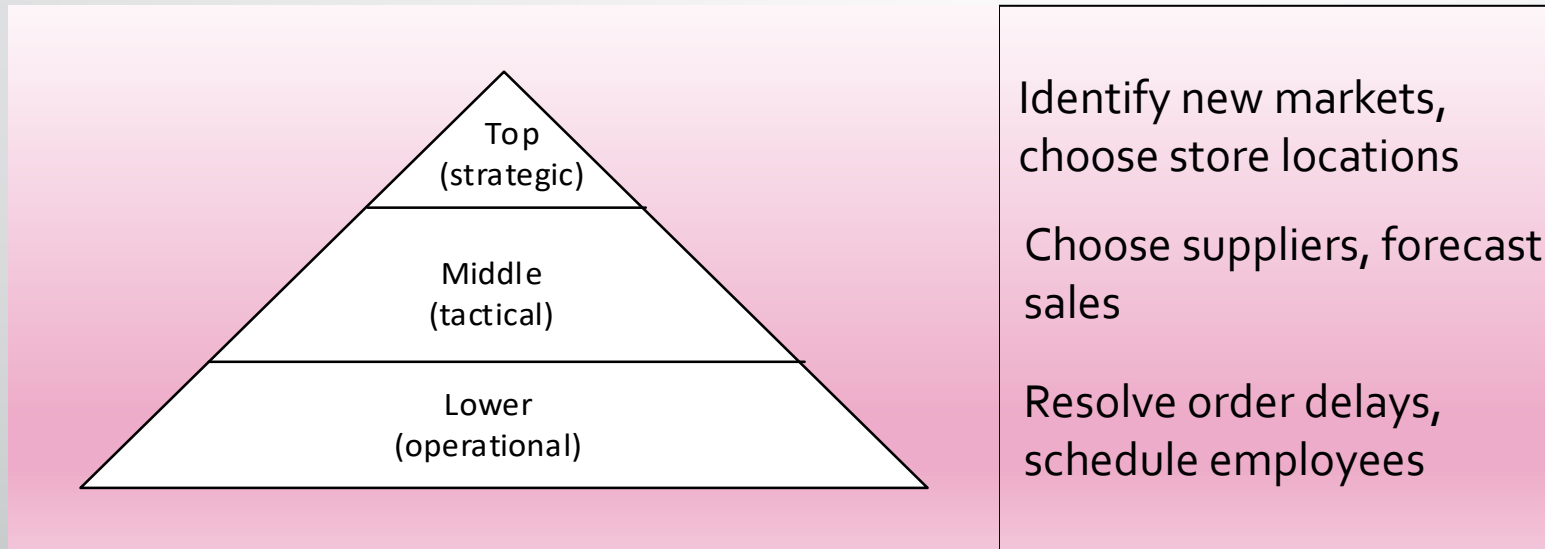 Top
(strategic)
Identify new markets,
choose store locations
Middle
(tactical)
Choose suppliers, forecast
sales
Lower
(operational)
Resolve order delays,
schedule employees